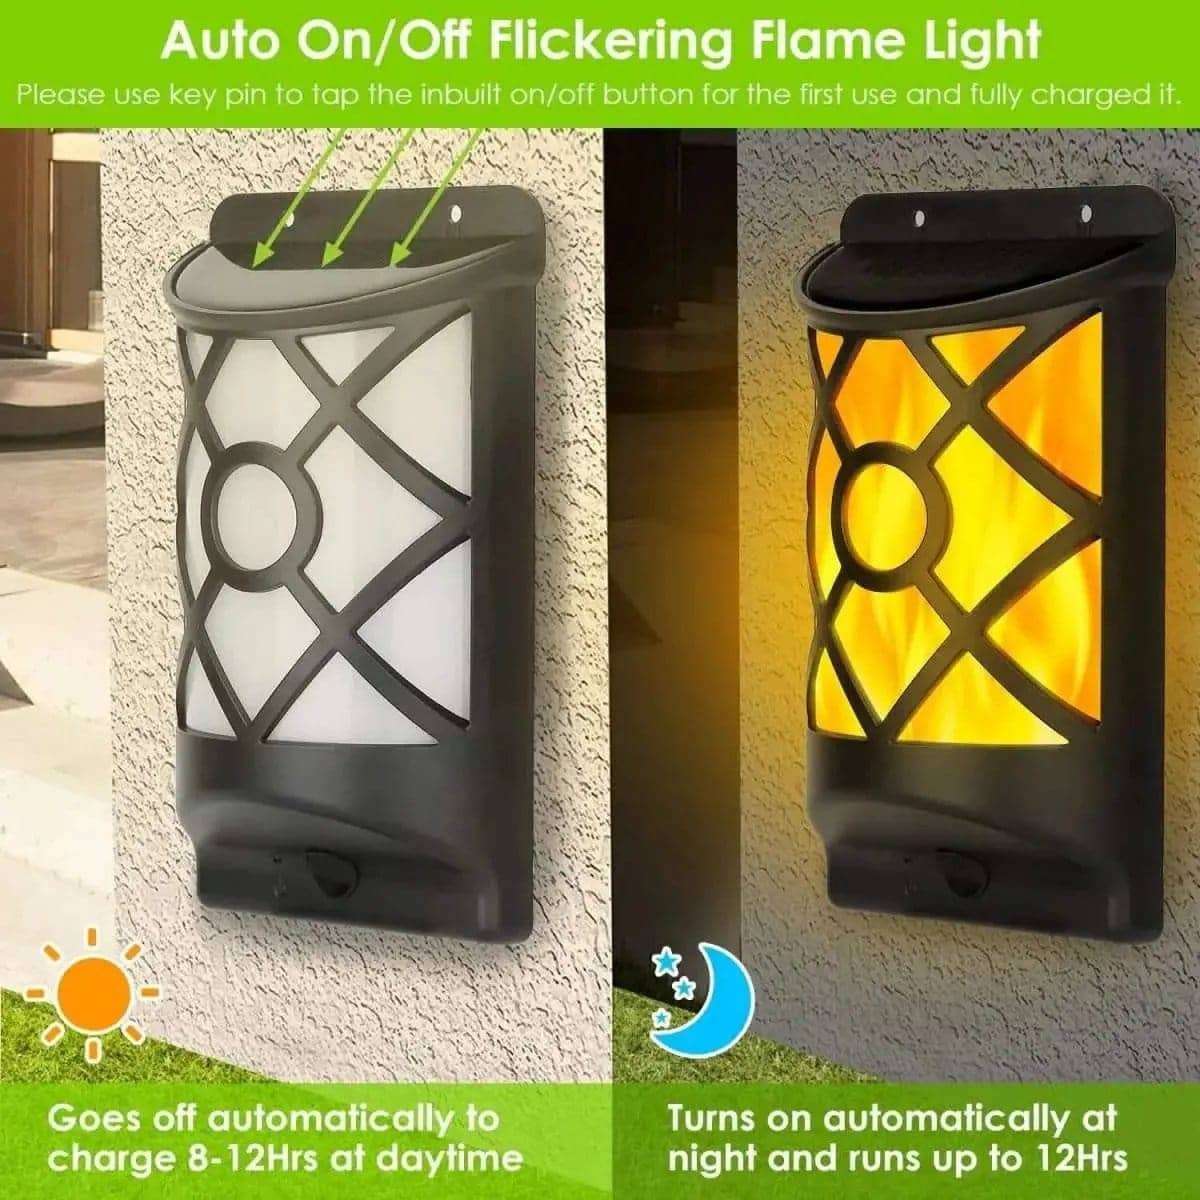 Auto On/Off Flickering Flame Light
Please use key pin to tap the inbuilt on/off button for the first use and fully charged it.
Goes off automatically to
charge 8-12Hrs at daytime
Turns on automatically at
night and runs up to 12Hrs